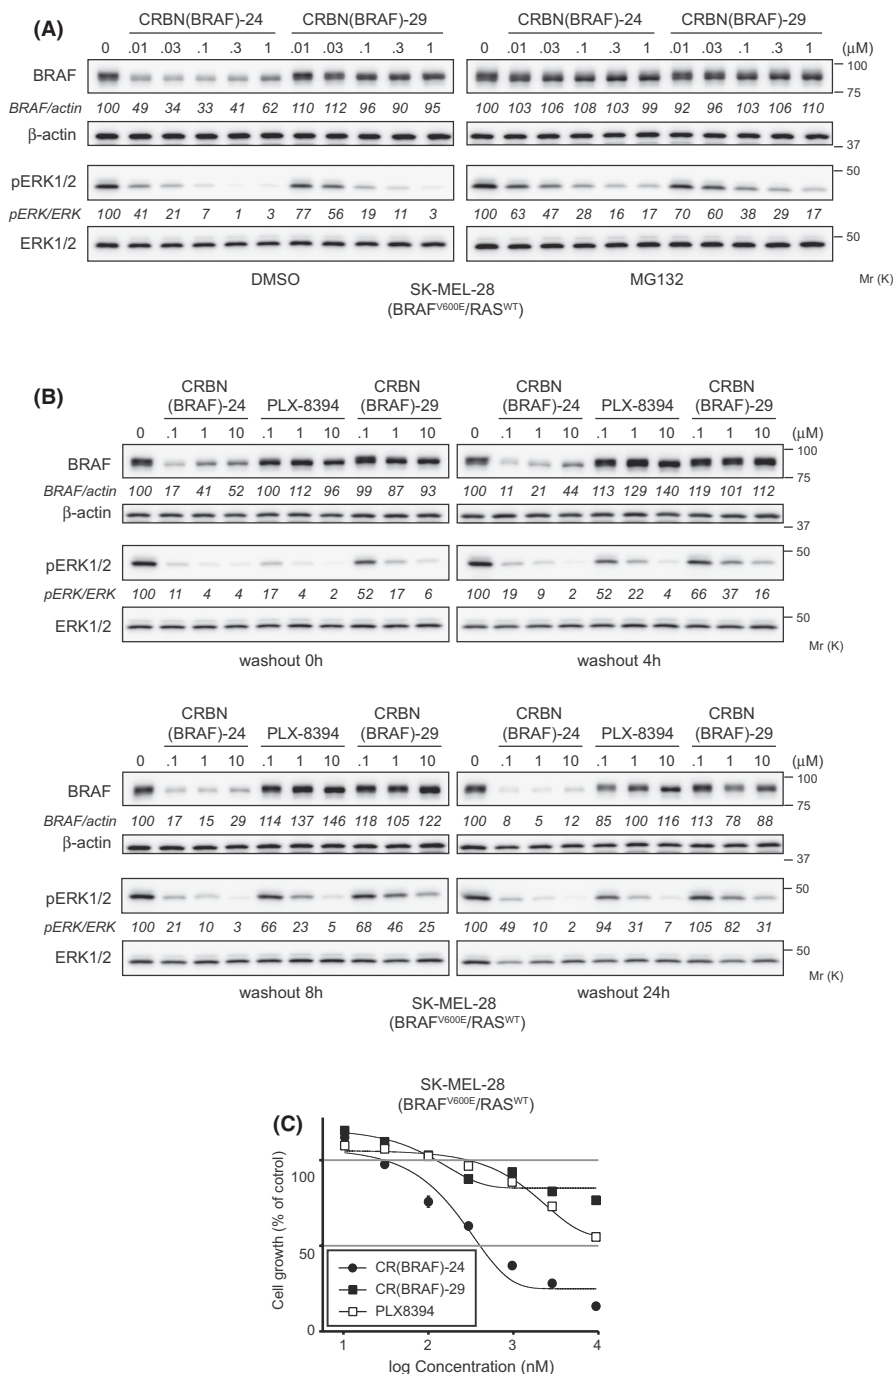 (A)
CRBN(BRAF)-24 CRBN(BRAF)-29 CRBN(BRAF)-24 CRBN(BRAF)-29
0 .01 .03 .1 .3 1 .01 .03 .1 .3 1 0 .01 .03 .1 .3 1 .01 .03 .1 .3 1 (μM)
BRAF 100
75
BRAF/actin 100 49 34 33 41 62 110 112 96 90 95 100 103 106 108 103 99 92 96 103 106 110
β-actin
37
pERK1/2 50
pERK/ERK 100 41 21 7 1 3 77 56 19 11 3 100 63 47 28 16 17 70 60 38 29 17
ERK1/2 50
DMSO MG132 Mr (K)
SK-MEL-28
(BRAFV600E/RASWT)
(B)
CRBN CRBN CRBN CRBN
(BRAF)-24 PLX-8394 (BRAF)-29 (BRAF)-24 PLX-8394 (BRAF)-29
0 .1 1 10 .1 1 10 .1 1 10 0 .1 1 10 .1 1 10 .1 1 10 (μM)
BRAF 100
75
BRAF/actin 100 17 41 52 100 112 96 99 87 93 100 11 21 44 113 129 140 119 101 112
β-actin
37
pERK1/2 50
pERK/ERK 100 11 4 4 17 4 2 52 17 6 100 19 9 2 52 22 4 66 37 16
ERK1/2 50
Mr (K)
washout 0h washout 4h
CRBN CRBN CRBN CRBN
(BRAF)-24 PLX-8394 (BRAF)-29 (BRAF)-24 PLX-8394 (BRAF)-29
0 .1 1 10 .1 1 10 .1 1 10 0 .1 1 10 .1 1 10 .1 1 10 (μM)
BRAF 100
75
BRAF/actin 100 17 15 29 114 137 146 118 105 122 100 8 5 12 85 100 116 113 78 88
β-actin
37
pERK1/2 50
pERK/ERK 100 21 10 3 66 23 5 68 46 25 100 49 10 2 94 31 7 105 82 31
ERK1/2 50
Mr (K)
washout 8h washout 24h
SK-MEL-28
(BRAFV600E/RASWT)
SK-MEL-28
(BRAFV600E/RASWT)
(C)
Cell growth (% of cotrol)
100
50
0
CR(BRAF)-24
CR(BRAF)-29
PLX8394
1 2 3 4
log Concentration (nM)